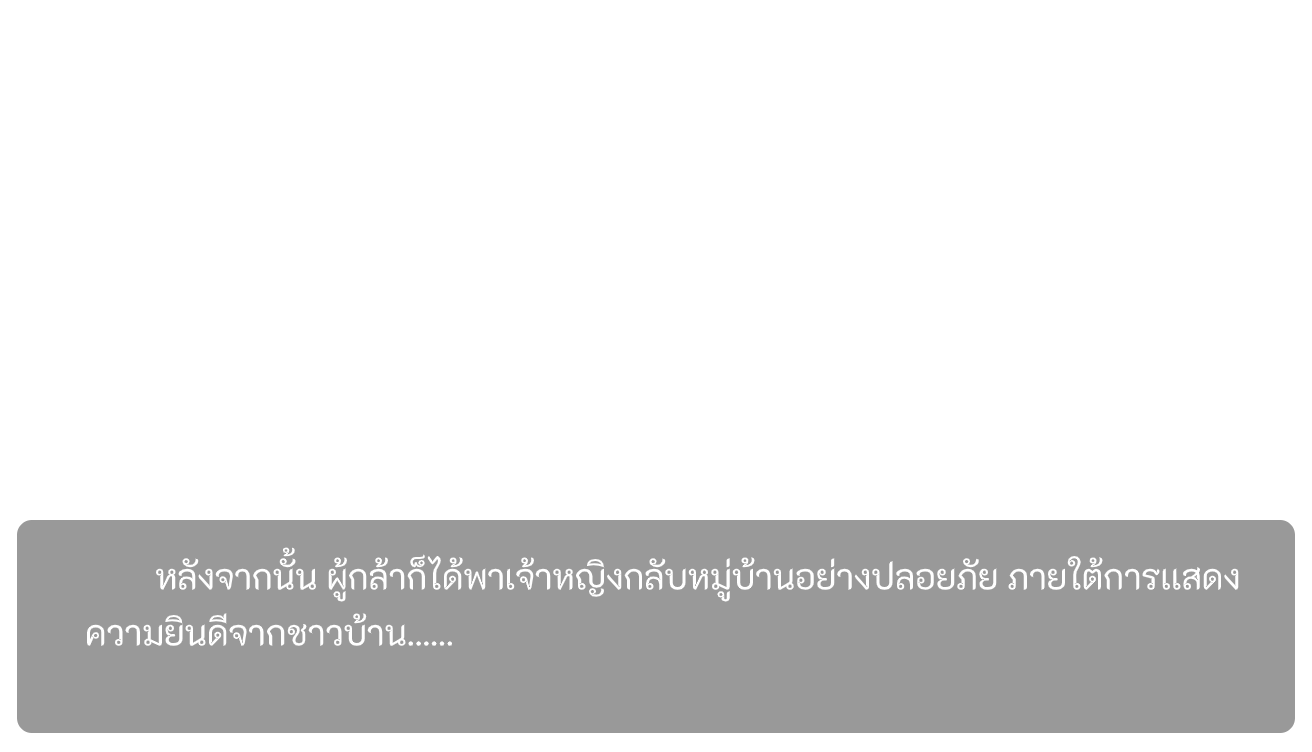 หลังจากนั้น ผู้กล้าก็ได้พาเจ้าหญิงกลับหมู่บ้านอย่างปลอยภัย ภายใต้การแสดง
ความยินดีจากชาวบ้าน......